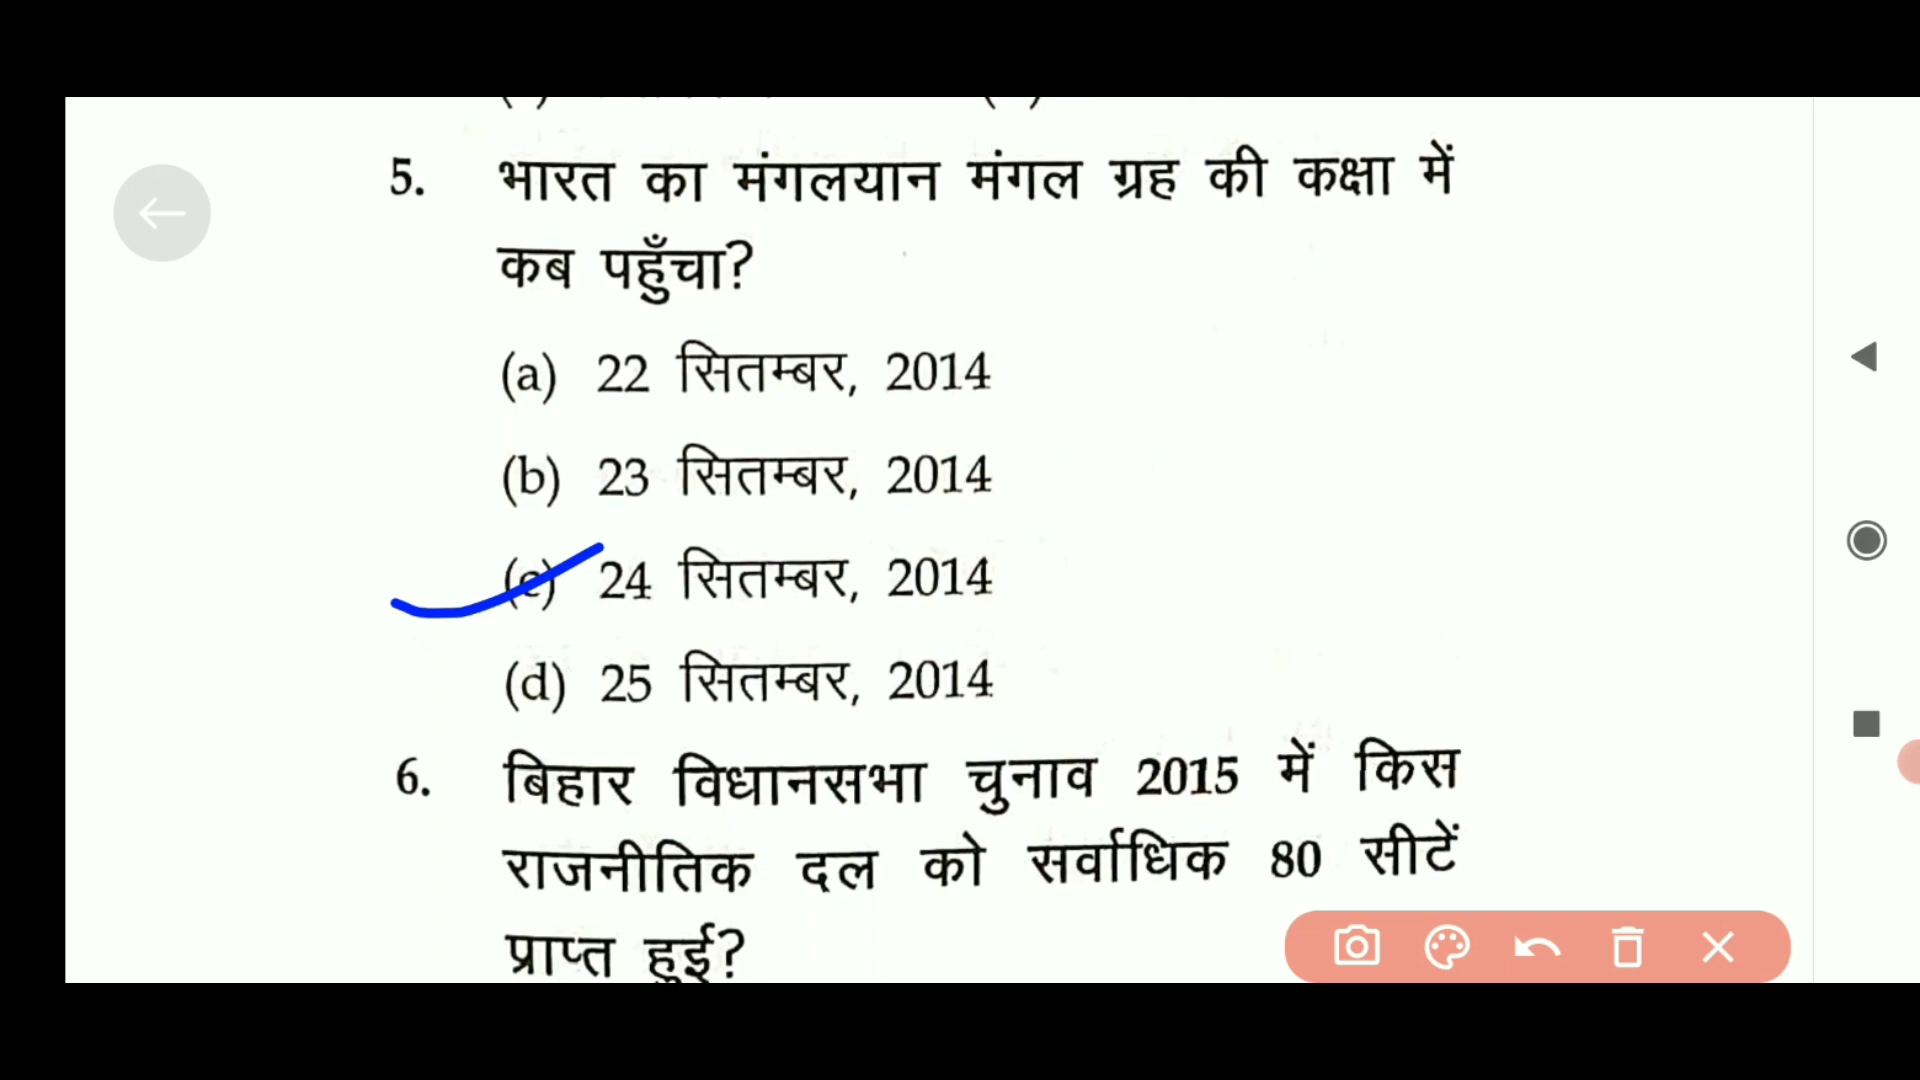 5. भारत का मंगलयान मंगल ग्रह की कक्षा में
कब पहुँचा?
(a) 22 सितम्बर, 2014
(b) 23 सितम्बर, 2014
(c) 24 सितम्बर, 2014
(d) 25 सितम्बर, 2014
6. बिहार विधानसभा चुनाव 2015 में किस
राजनीतिक दल को सर्वाधिक 80 सीटें
प्राप्त हुई?